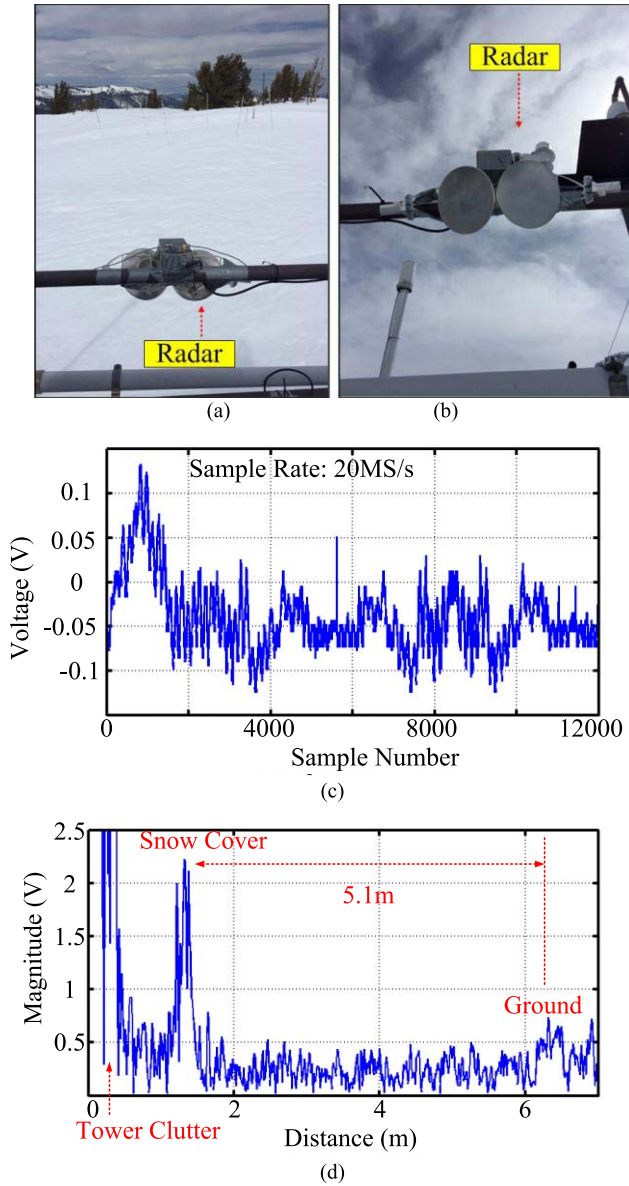 Radar
Radar
(a)
(b)
Sample Rate: 20MS/s
0.1
0.05
0
-0.05
-0.1
Voltage (V)
0
4000
8000
12000
Sample Number
(c)
2.5
2
1.5
1
0.5
Magnitude (V)
Snow Cover
5.1m
Ground
0
2
4
6
Tower Clutter
Distance (m)
(d)